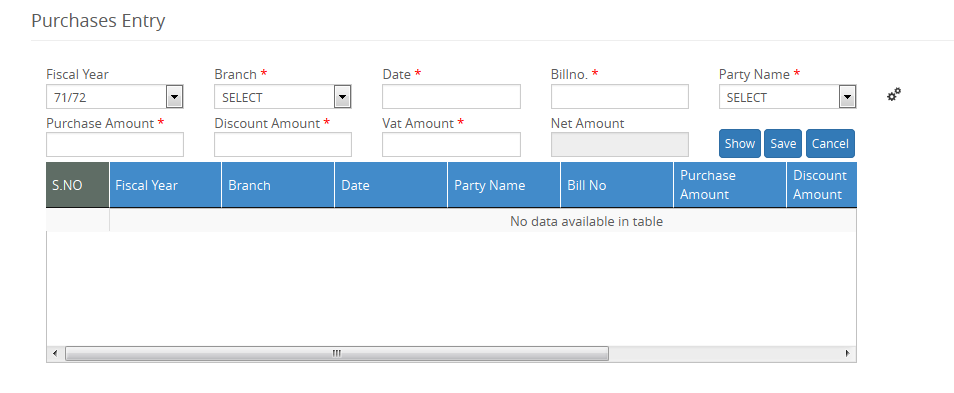 Purchases Entry
Fiscal Year Branch * Date * Billno. * Party Name *
71/72 SELECT SELECT
Purchase Amount * Discount Amount * Vat Amount * Net Amount
Show Save Cancel
S.NO Fiscal Year Branch Date Party Name Bill No Purchase Amount Discount Amount
No data available in table